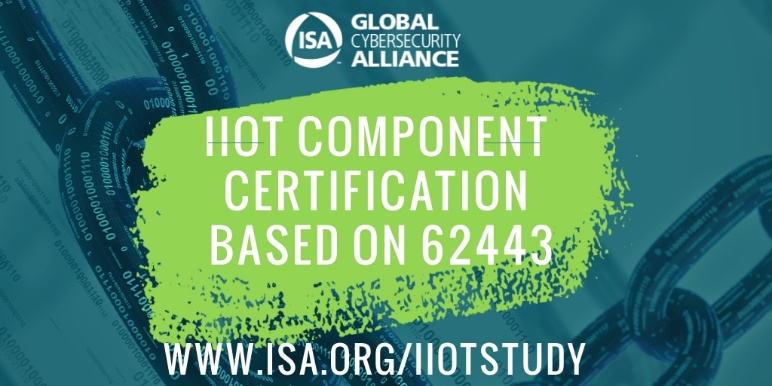 ISA
GLOBAL
CYBERSECURITY
ALLIANCE
IIOT COMPONENT
CERTIFICATION
BASED ON 62443
WWW.ISA.ORG/IIOTSTUDY